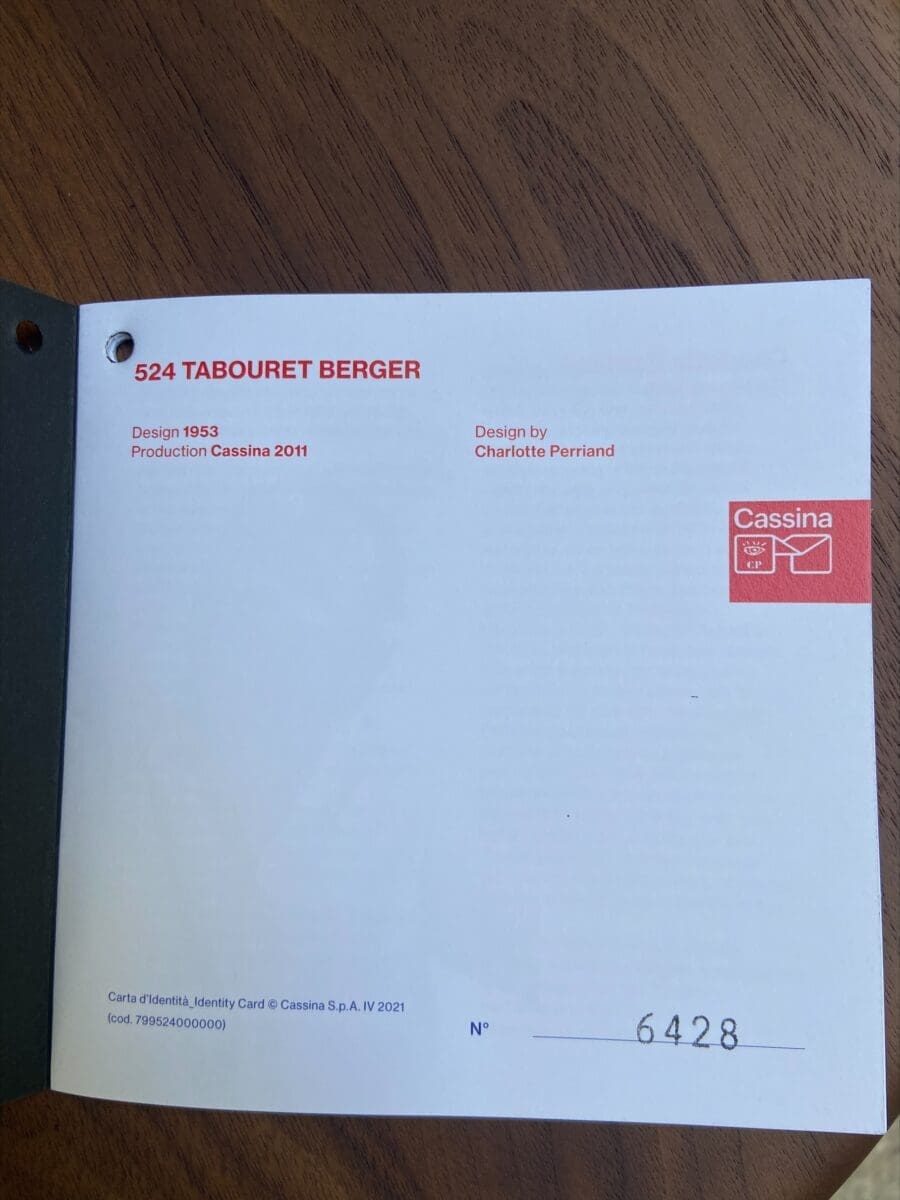 524 TABOURET BERGER
Design 1953
Production Cassina 2011
Design by
Charlotte Perriand
Cassina
CP
Carta d'Identità_Identity Card © Cassina S.p.A. IV 2021
(cod. 799524000000)
N° 6428